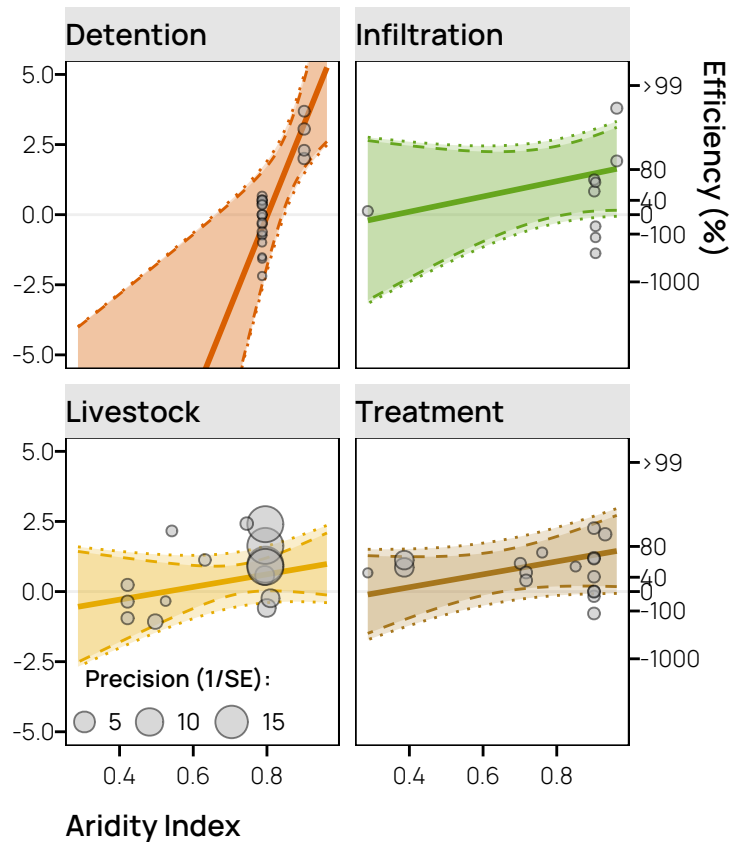 Detention
Infiltration
5.0
2.5
0.0
-2.5
-5.0
>99
80
40
0
-100
-1000
Efficiency (%)
Livestock
Treatment
5.0
2.5
0.0
-2.5
-5.0
Precision (1/SE):
5 10 15
>99
80
40
0
-100
-1000
0.4 0.6 0.8
0.4 0.6 0.8
Aridity Index